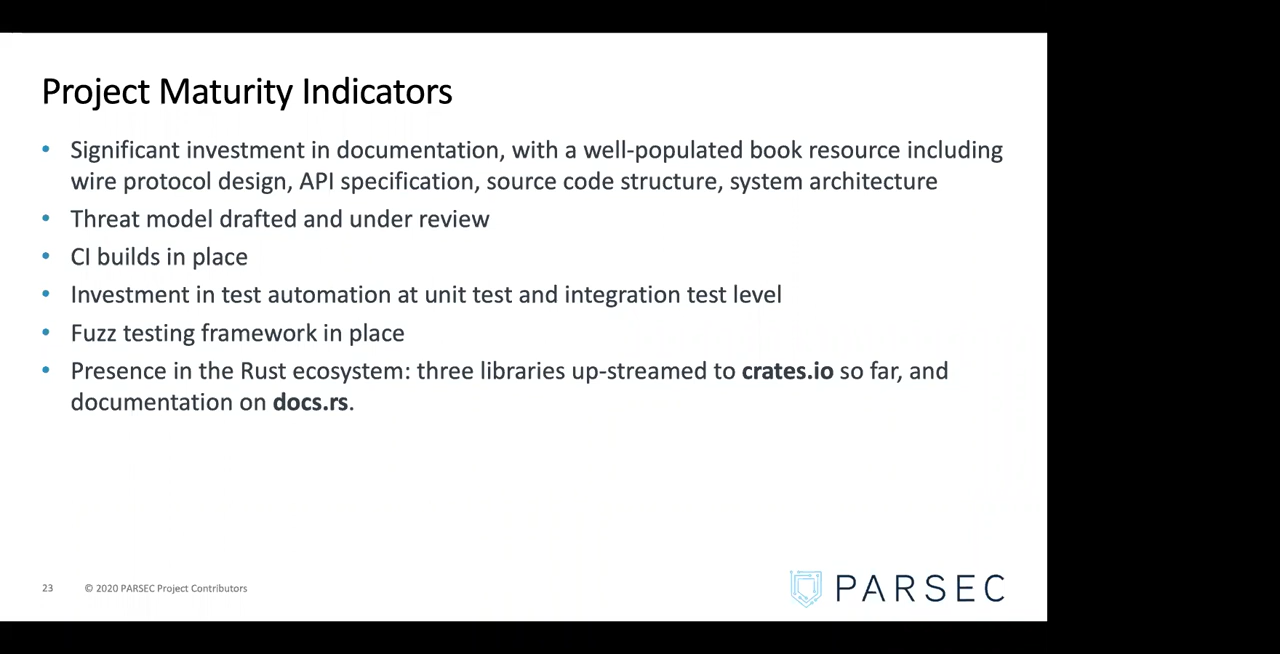 Project Maturity Indicators
• Significant investment in documentation, with a well-populated book resource including
wire protocol design, API specification, source code structure, system architecture
• Threat model drafted and under review
• CI builds in place
• Investment in test automation at unit test and integration test level
• Fuzz testing framework in place
• Presence in the Rust ecosystem: three libraries up-streamed to crates.io so far, and
documentation on docs.rs.
23 © 2020 PARSEC Project Contributors
PARSEC